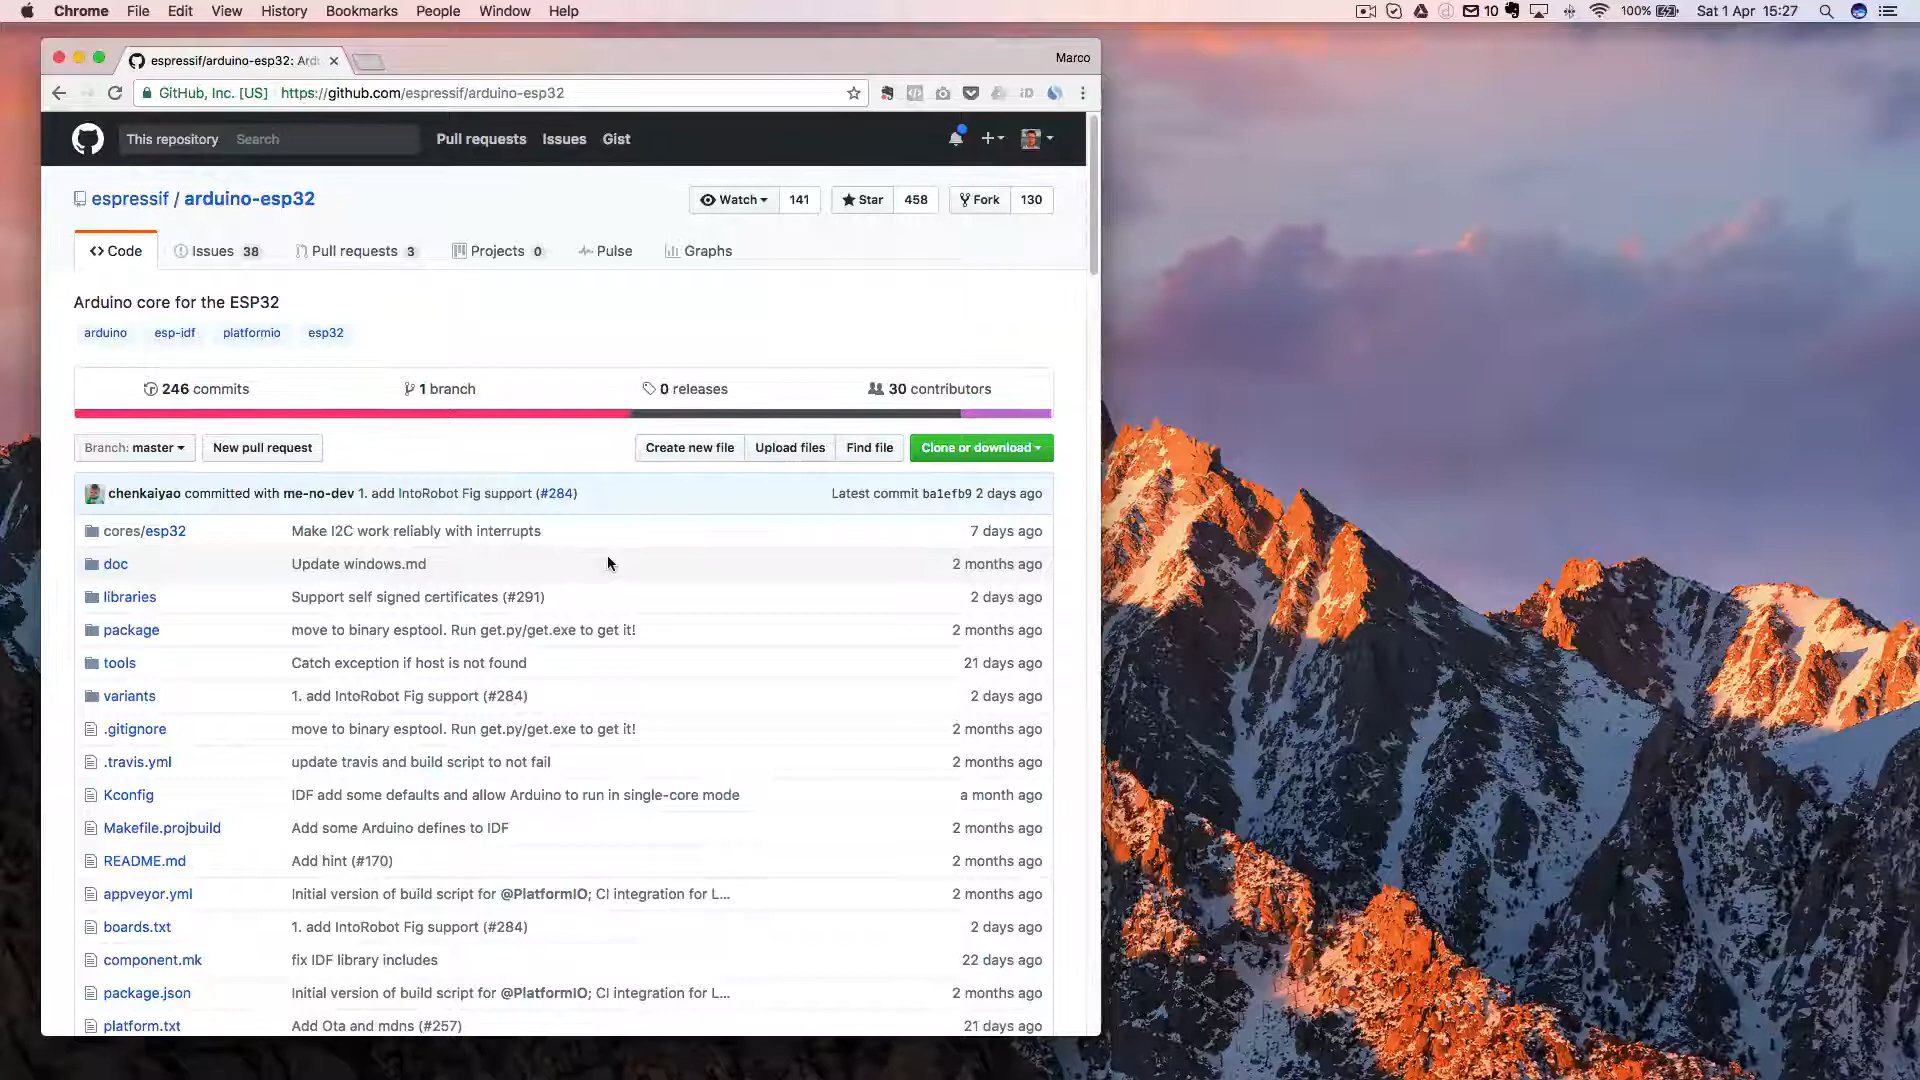 Chrome File Edit View History Bookmarks People Window Help 10 100% Sat 1 Apr 15:27
espressif/arduino-esp32: Ard Marco
GitHub, Inc. [US] https://github.com/espressif/arduino-esp32
This repository Search Pull requests Issues Gist
espressif / arduino-esp32 Watch 141 Star 458 Fork 130
Code Issues 38 Pull requests 3 Projects 0 Pulse Graphs
Arduino core for the ESP32
arduino esp-idf platformio esp32
246 commits 1 branch 0 releases 30 contributors
Branch: master New pull request Create new file Upload files Find file Clone or download
chenkaiyao committed with me-no-dev 1. add IntoRobot Fig support (#284) Latest commit ba1efb9 2 days ago
cores/esp32 Make I2C work reliably with interrupts 7 days ago
doc Update windows.md 2 months ago
libraries Support self signed certificates (#291) 2 days ago
package move to binary esptool. Run get.py/get.exe to get it! 2 months ago
tools Catch exception if host is not found 21 days ago
variants 1. add IntoRobot Fig support (#284) 2 days ago
.gitignore move to binary esptool. Run get.py/get.exe to get it! 2 months ago
.travis.yml update travis and build script to not fail 2 months ago
Kconfig IDF add some defaults and allow Arduino to run in single-core mode a month ago
Makefile.projbuild Add some Arduino defines to IDF 2 months ago
README.md Add hint (#170) 2 months ago
appveyor.yml Initial version of build script for @PlatformIO; CI integration for L... 2 months ago
boards.txt 1. add IntoRobot Fig support (#284) 2 days ago
component.mk fix IDF library includes 22 days ago
package.json Initial version of build script for @PlatformIO; CI integration for L... 2 months ago
platform.txt Add Ota and mdns (#257) 21 days ago